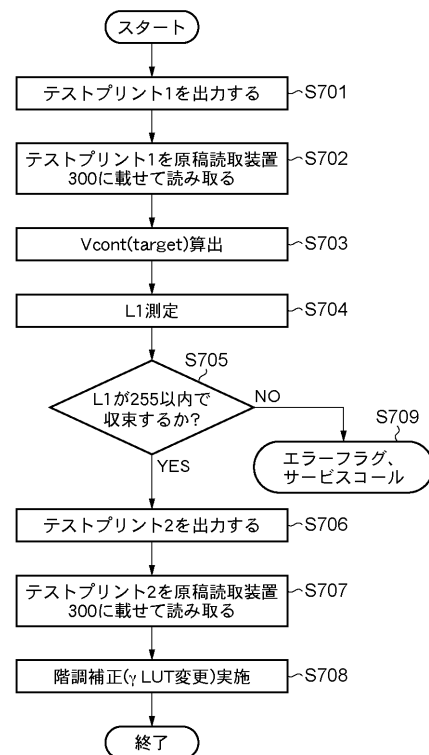 スタート
テストプリント1を出力する
S701
テストプリント1を原稿読取装置
300に載せて読み取る
S702
Vcont(target)算出
S703
L1測定
S704
S705
L1が255以内で
収束するか?
NO
YES
S709
エラーフラグ、
サービスコール
テストプリント2を出力する
S706
テストプリント2を原稿読取装置
300に載せて読み取る
S707
階調補正(γ LUT変更)実施
S708
終了